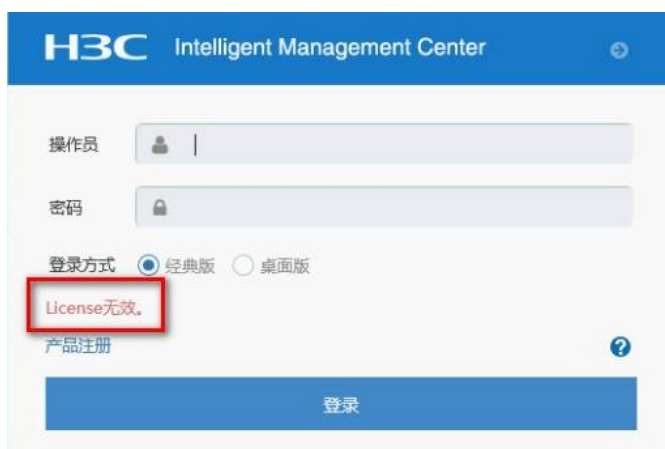 H3C Intelligent Management Center
操作员
密码
登录方式 经典版 桌面版
License无效。
产品注册 ?
登录